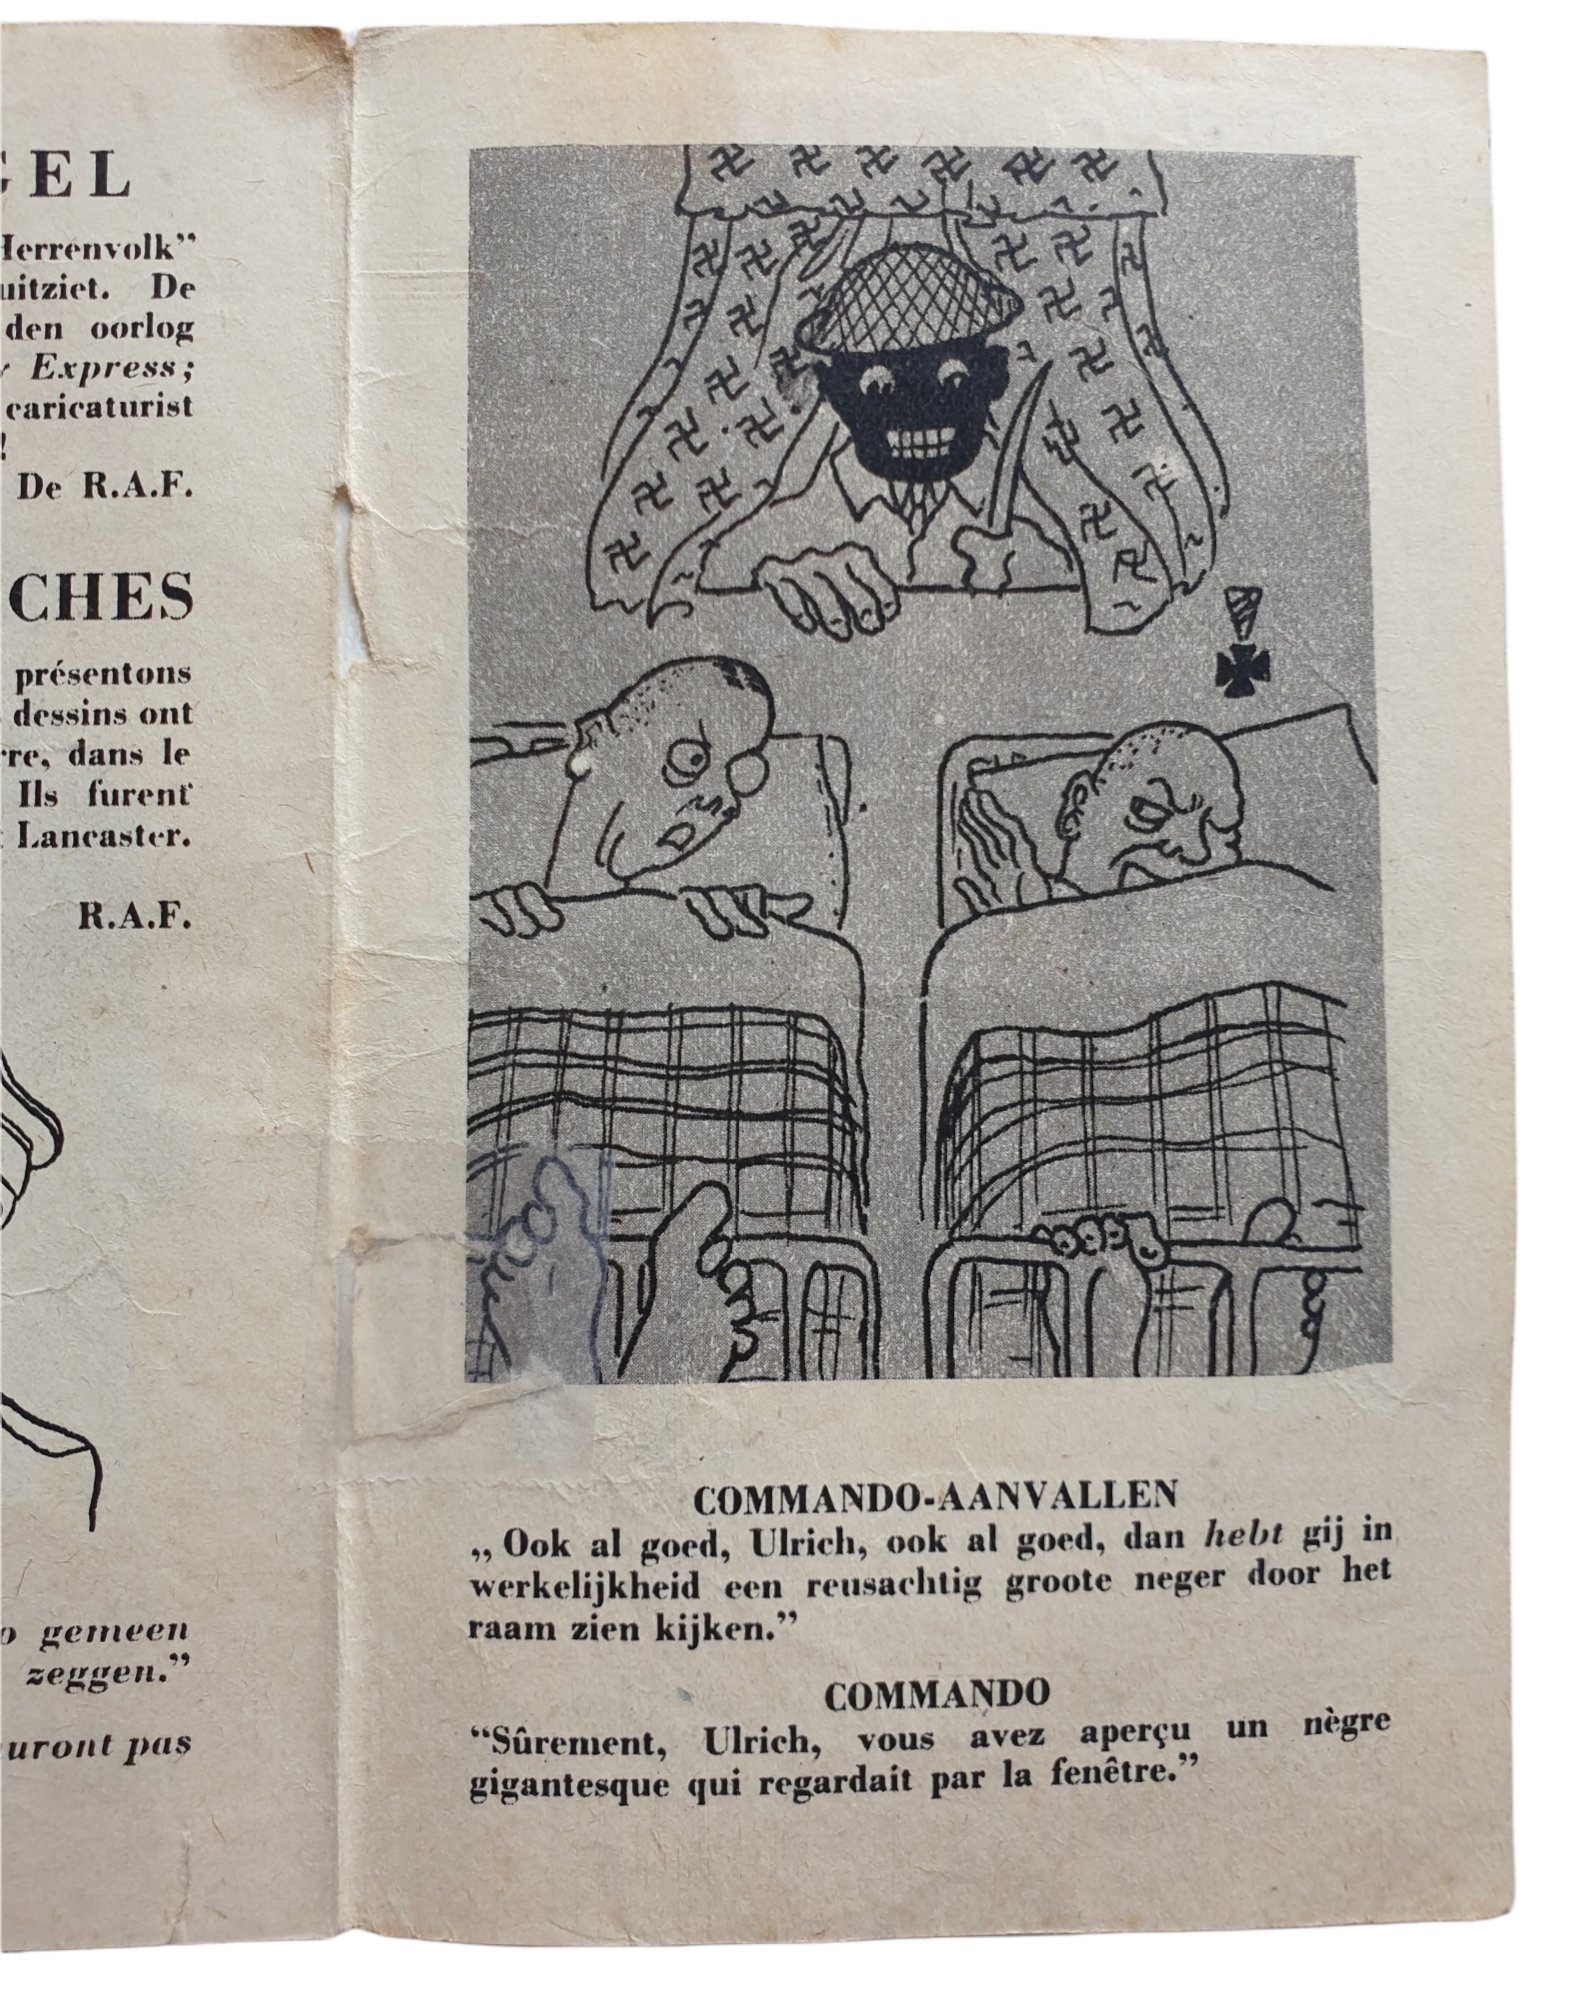 GEL
Herrenvolk”
uitziet. De
den oorlog
Express;
caricaturist
!
De R.A.F.
CHES
présentons
dessins ont
rre, dans le
Ils furent
Lancaster.
R.A.F.
gemeen
zeggen.”
uront pas
COMMANDO-AANVALLEN
„Ook al goed, Ulrich, ook al goed, dan hebt gij in
werkelijkheid een reusachtig groote neger door het
raam zien kijken.”
COMMANDO
“Sûrement, Ulrich, vous avez aperçu un nègre
gigantesque qui regardait par la fenêtre.”